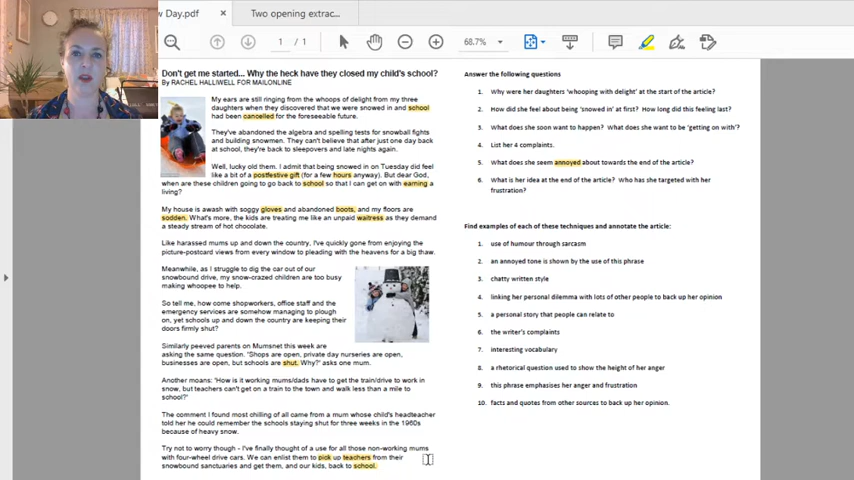 w Day.pdf
Two opening extrac...
1 / 1
68.7%
Don't get me started... Why the heck have they closed my child's school?
By RACHEL HALLIWELL FOR MAILONLINE
My ears are still ringing from the whoops of delight from my three
daughters when they discovered that we were snowed in and school
had been cancelled for the foreseeable future.
They've abandoned the algebra and spelling tests for snowball fights
and building snowmen. They can't believe that after just one day back
at school, they're back to sleepovers and late nights again.
Well, lucky old them. I admit that being snowed in on Tuesday did feel
like a bit of a postfestive gift (for a few hours anyway). But dear God,
when are these children going to go back to school so that I can get on with earning a
living?
My house is awash with soggy gloves and abandoned boots, and my floors are
sodden. What's more, the kids are treating me like an unpaid waitress as they demand
a steady stream of hot chocolate.
Like harassed mums up and down the country, I've quickly gone from enjoying the
picture-postcard views from every window to pleading with the heavens for a big thaw.
Meanwhile, as I struggle to dig the car out of our
snowbound drive, my snow-crazed children are too busy
making whoopee to help.
So tell me, how come shopworkers, office staff and the
emergency services are somehow managing to plough
on, yet schools up and down the country are keeping their
doors firmly shut?
Similarly peeved parents on Mumsnet this week are
asking the same question. 'Shops are open, private day nurseries are open,
businesses are open, but schools are shut. Why?' asks one mum.
Another moans: 'How is it working mums/dads have to get the train/drive to work in
snow, but teachers can't get on a train to the town and walk less than a mile to
school?'
The comment I found most chilling of all came from a mum whose child's headteacher
told her he could remember the schools staying shut for three weeks in the 1960s
because of heavy snow.
Try not to worry though - I've finally thought of a use for all those non-working mums
with four-wheel drive cars. We can enlist them to pick up teachers from their
snowbound sanctuaries and get them, and our kids, back to school.
Answer the following questions
1. Why were her daughters 'whooping with delight' at the start of the article?
2. How did she feel about being 'snowed in' at first? How long did this feeling last?
3. What does she soon want to happen? What does she want to be 'getting on with'?
4. List her 4 complaints.
5. What does she seem annoyed about towards the end of the article?
6. What is her idea at the end of the article? Who has she targeted with her
frustration?
Find examples of each of these techniques and annotate the article:
1. use of humour through sarcasm
2. an annoyed tone is shown by the use of this phrase
3. chatty written style
4. linking her personal dilemma with lots of other people to back up her opinion
5. a personal story that people can relate to
6. the writer's complaints
7. interesting vocabulary
8. a rhetorical question used to show the height of her anger
9. this phrase emphasises her anger and frustration
10. facts and quotes from other sources to back up her opinion.